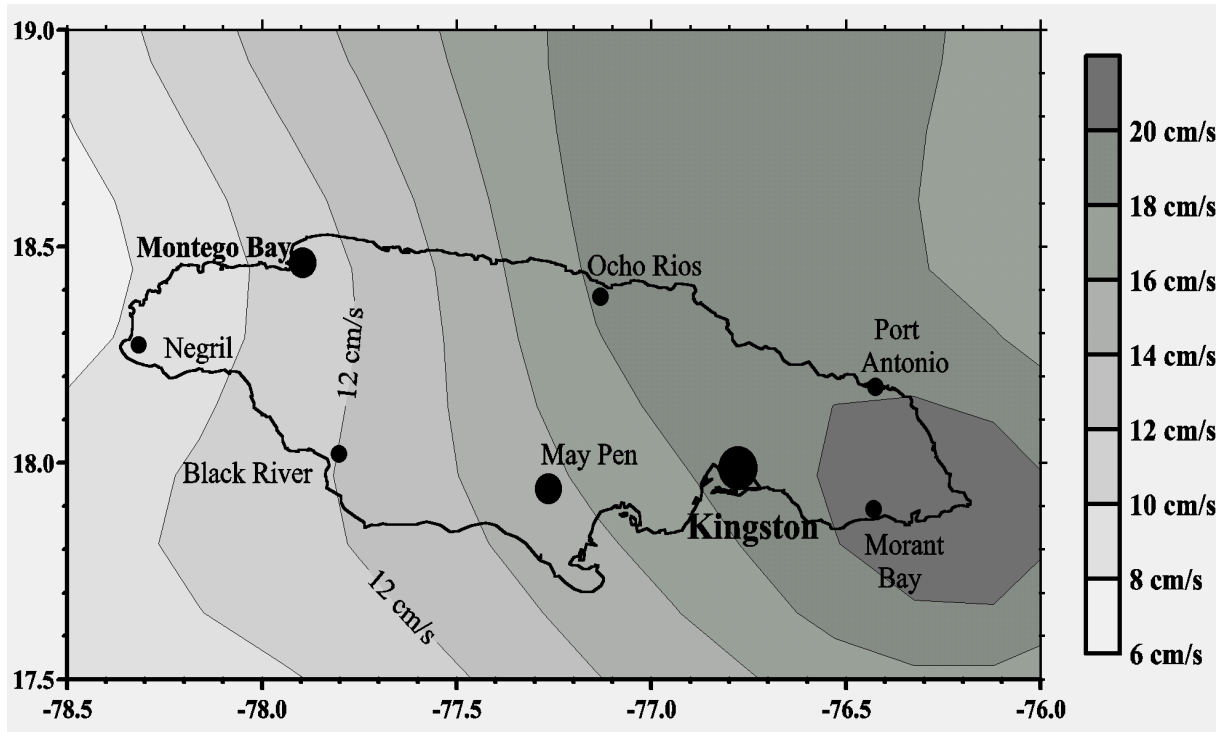 19.0
18.5
18.0
17.5
-78.5
-78.0
-77.5
-77.0
-76.5
-76.0
Montego Bay
Ocho Rios
Negril
Port
Antonio
12 cm/s
Black River
May Pen
Kingston
Morant
Bay
12 cm/s
20 cm/s
18 cm/s
16 cm/s
14 cm/s
12 cm/s
10 cm/s
8 cm/s
6 cm/s